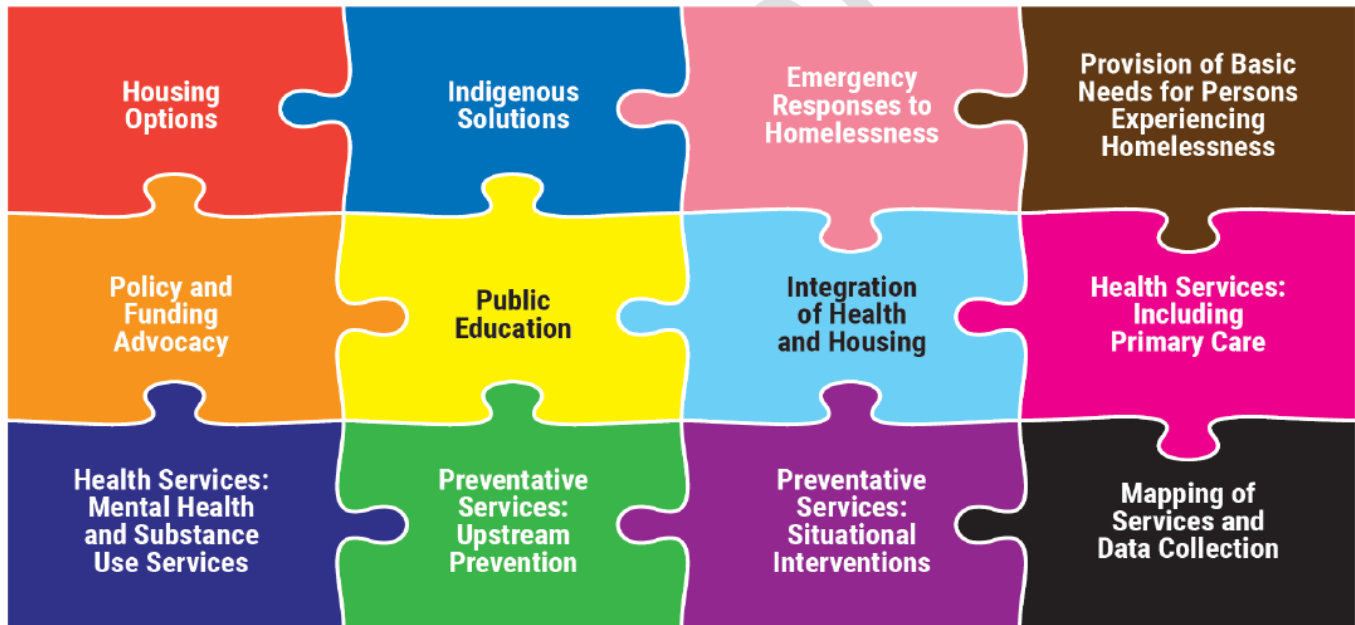 Housing
Options
Indigenous
Solutions
Emergency
Responses to
Homelessness
Provision of Basic
Needs for Persons
Experiencing
Homelessness
Policy and
Funding
Advocacy
Public
Education
Integration
of Health
and Housing
Health Services:
Including
Primary Care
Health Services:
Mental Health
and Substance
Use Services
Preventative
Services:
Upstream
Prevention
Preventative
Services:
Situational
Interventions
Mapping of
Services and
Data Collection